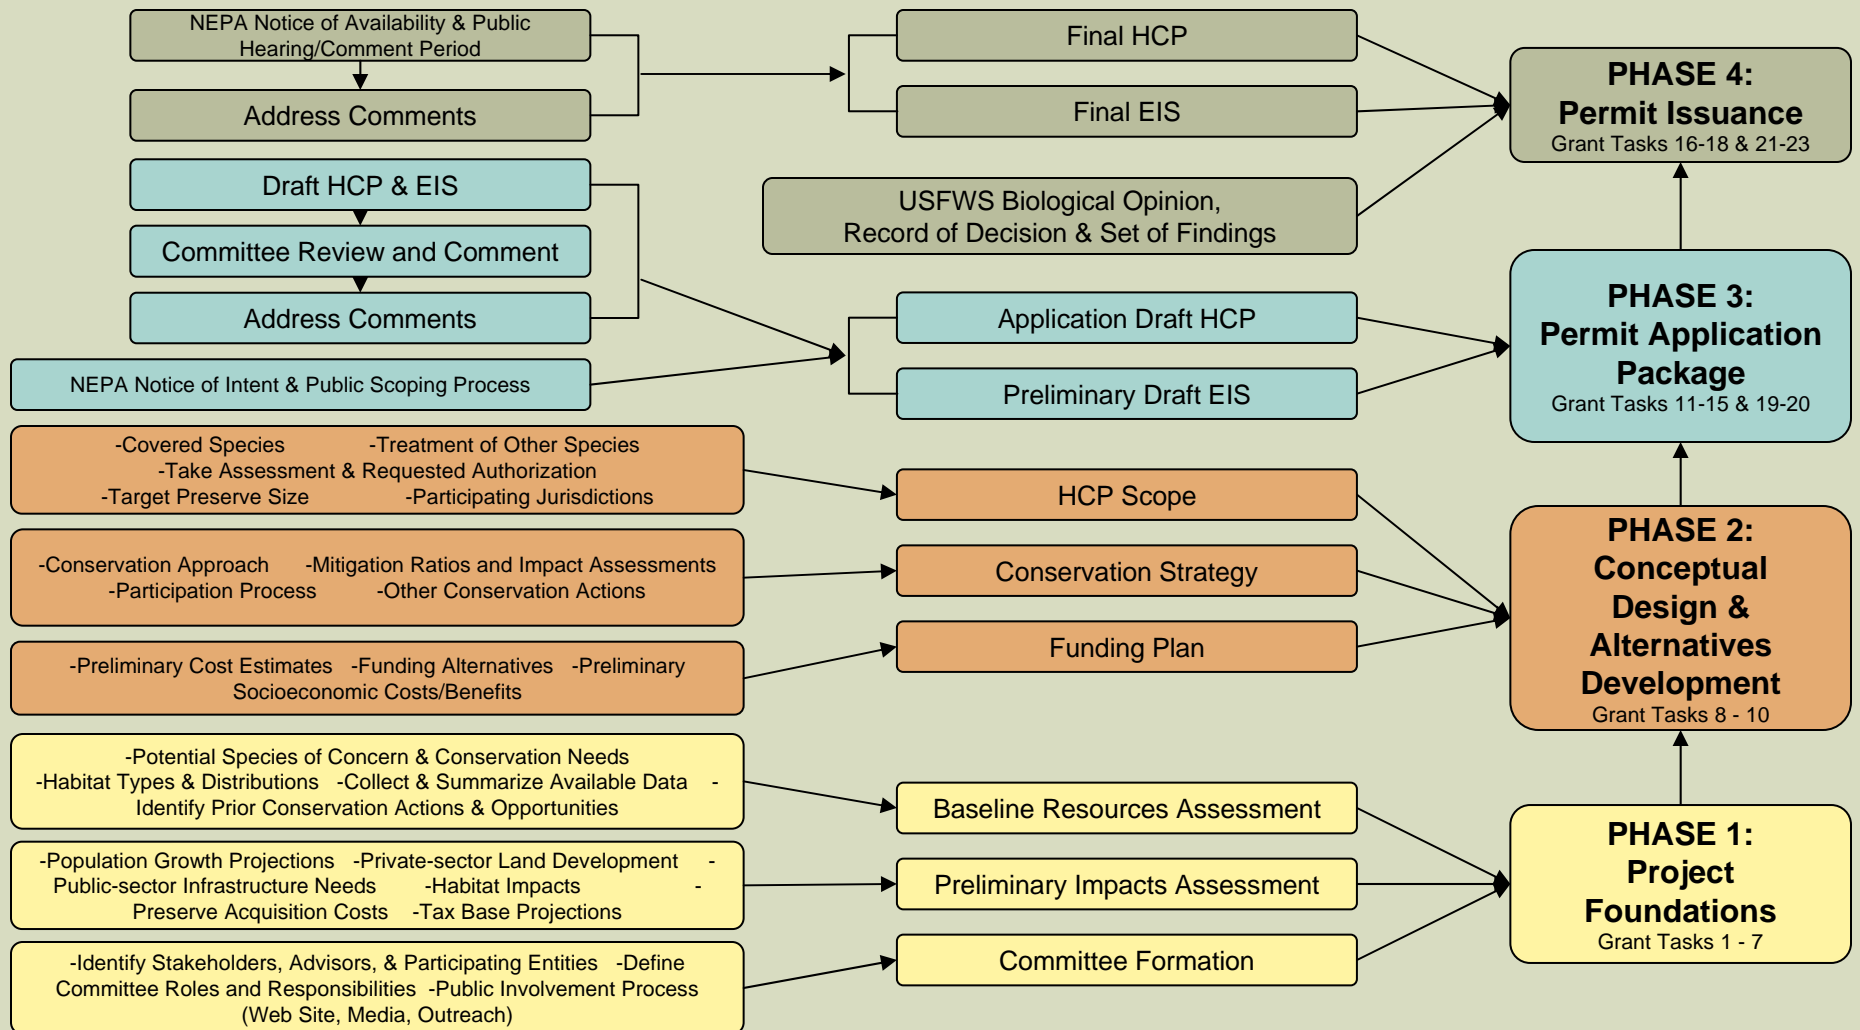 NEPA Notice of Availability & Public
Hearing/Comment Period
Address Comments
Final HCP
Final EIS
USFWS Biological Opinion,
Record of Decision & Set of Findings
PHASE 4:
Permit Issuance
Grant Tasks 16-18 & 21-23
Draft HCP & EIS
Committee Review and Comment
Address Comments
NEPA Notice of Intent & Public Scoping Process
Application Draft HCP
Preliminary Draft EIS
PHASE 3:
Permit Application
Package
Grant Tasks 11-15 & 19-20
-Covered Species -Treatment of Other Species
-Take Assessment & Requested Authorization
-Target Preserve Size -Participating Jurisdictions
HCP Scope
-Conservation Approach -Mitigation Ratios and Impact Assessments
-Participation Process -Other Conservation Actions
Conservation Strategy
-Preliminary Cost Estimates -Funding Alternatives -Preliminary
Socioeconomic Costs/Benefits
Funding Plan
PHASE 2:
Conceptual
Design &
Alternatives
Development
Grant Tasks 8 - 10
-Potential Species of Concern & Conservation Needs
-Habitat Types & Distributions -Collect & Summarize Available Data -
Identify Prior Conservation Actions & Opportunities
Baseline Resources Assessment
-Population Growth Projections -Private-sector Land Development -
Public-sector Infrastructure Needs -Habitat Impacts -
Preserve Acquisition Costs -Tax Base Projections
Preliminary Impacts Assessment
-Identify Stakeholders, Advisors, & Participating Entities -Define
Committee Roles and Responsibilities -Public Involvement Process
(Web Site, Media, Outreach)
Committee Formation
PHASE 1:
Project
Foundations
Grant Tasks 1 - 7